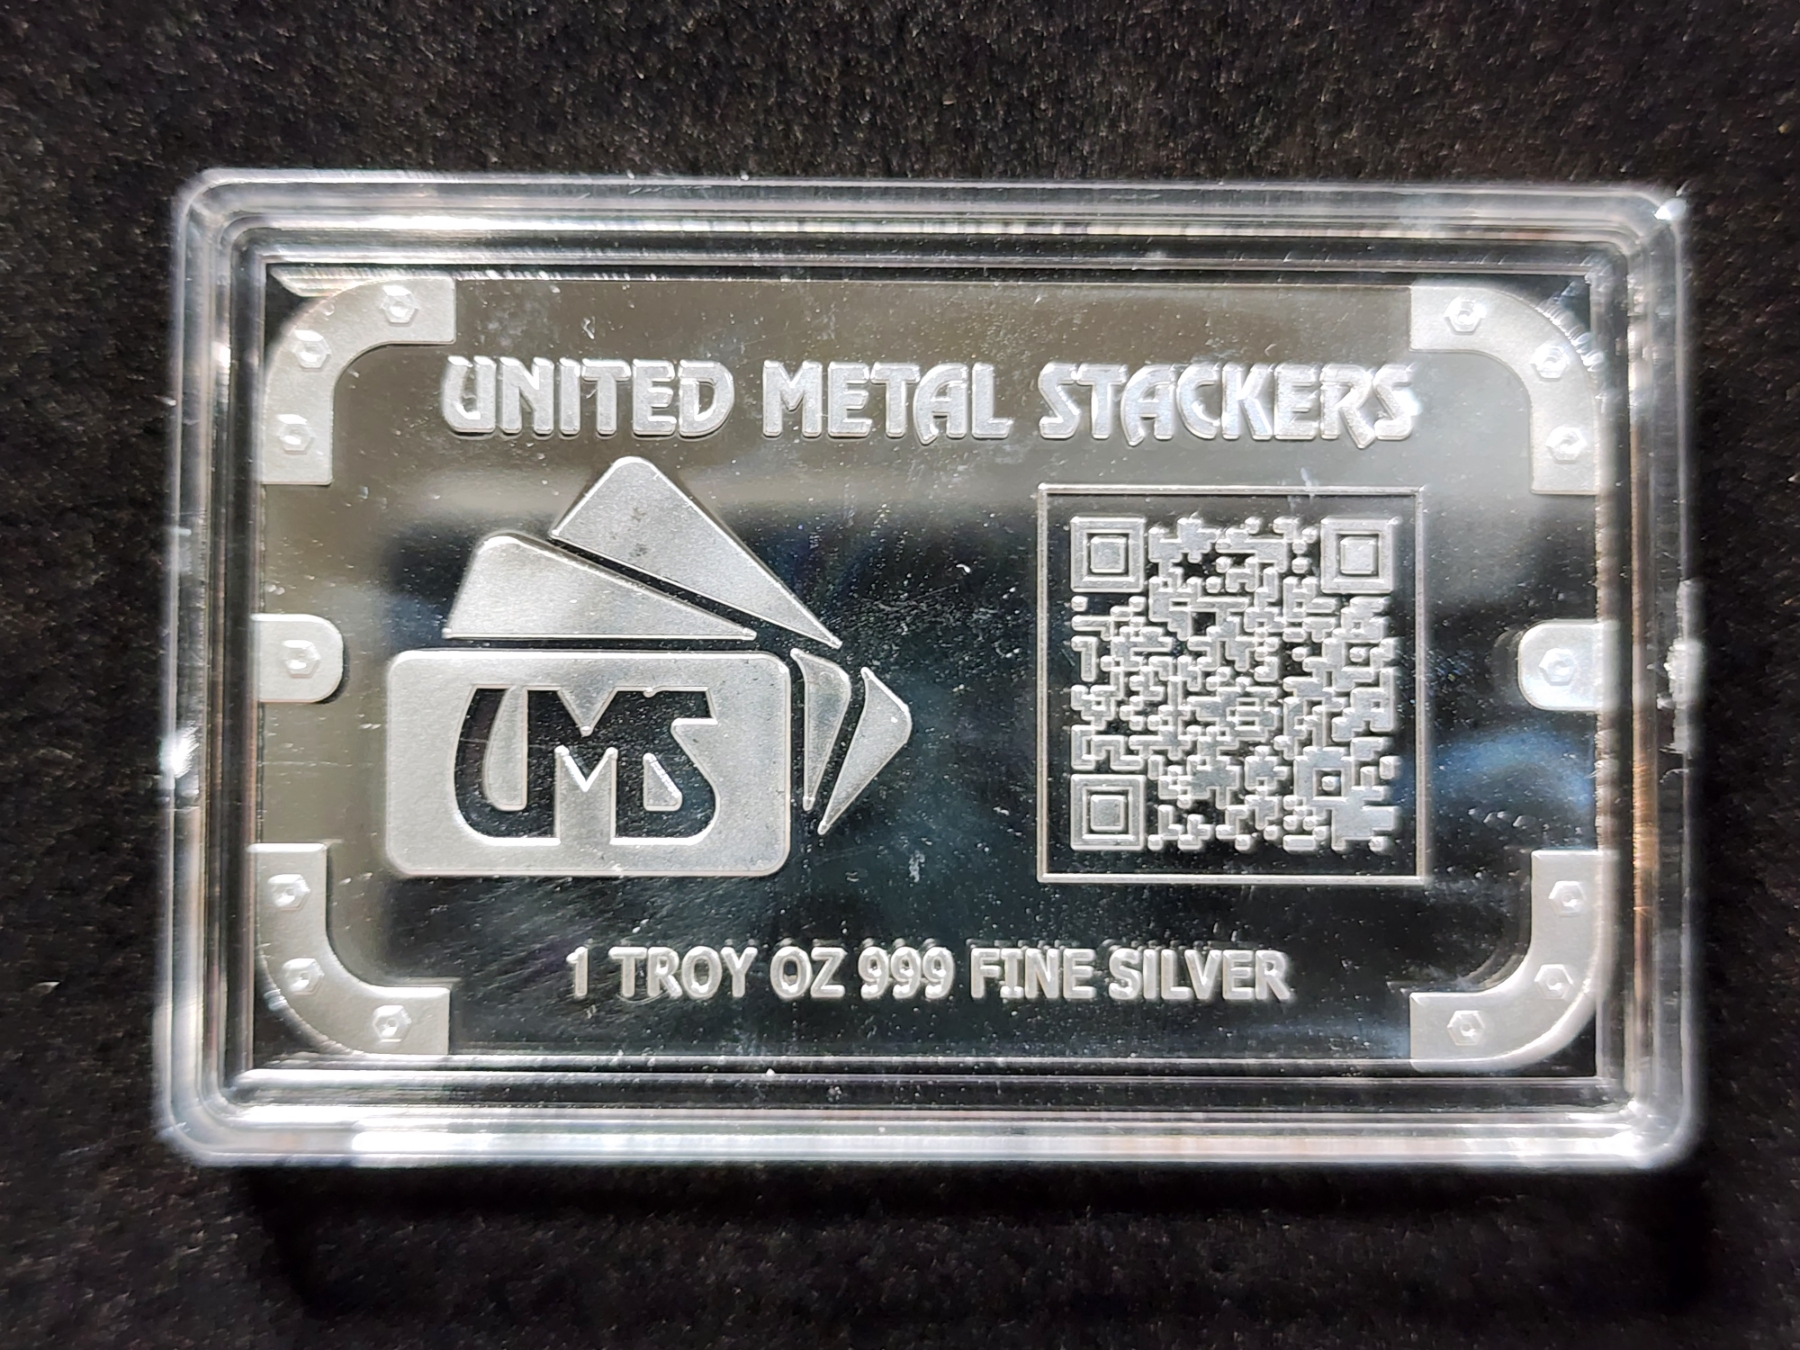 UNITED METAL STACKERS
UMS
1 TROY OZ 999 FINE SILVER